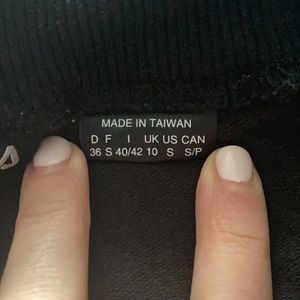 MADE IN TAIWAN
D F I UK US CAN
36 S 40/42 10 S S/P